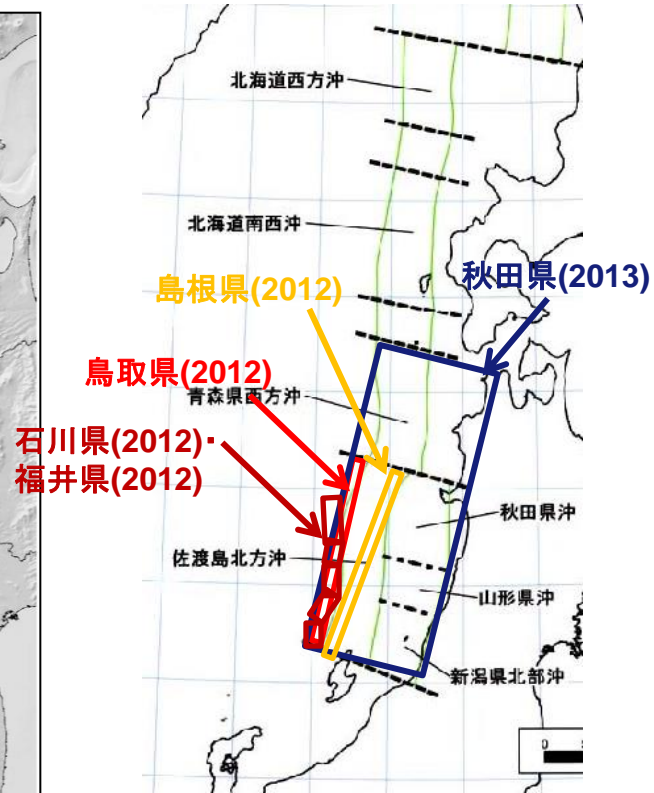 北海道西方沖
北海道南西沖
秋田県(2013)
島根県(2012)
鳥取県(2012)
青森県西方沖
石川県(2012)・
福井県(2012)
秋田県沖
佐渡島北方沖
山形県沖
新潟県北部沖
0